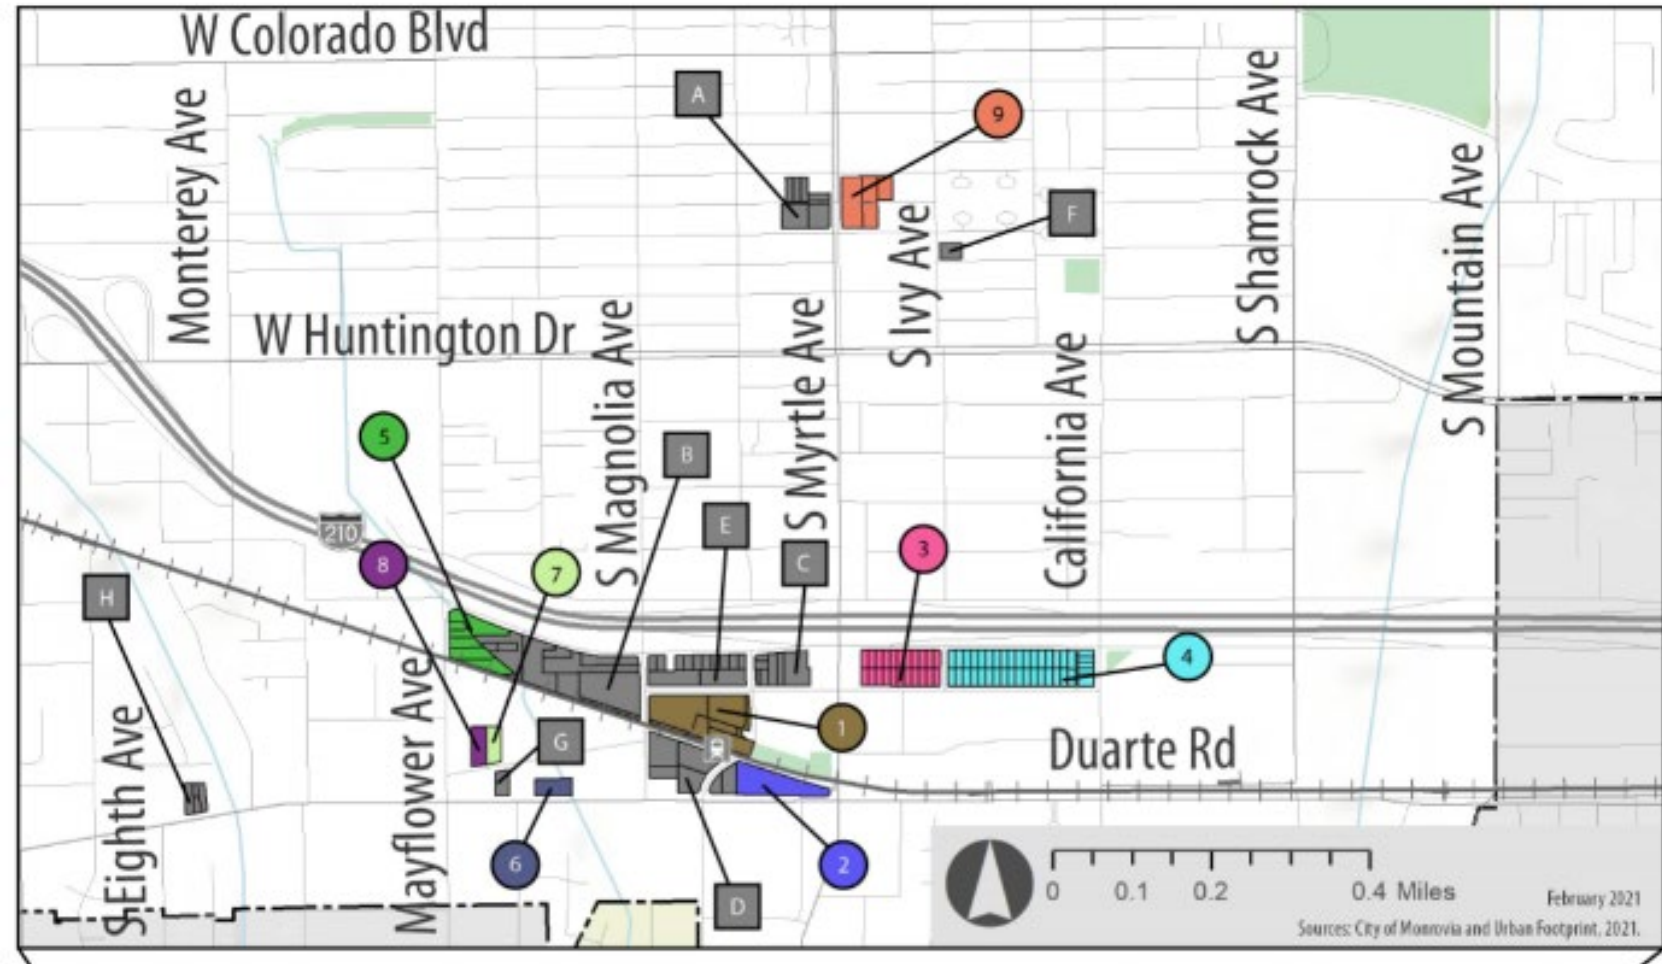 W Colorado Blvd
Monterey Ave
A
9
S Shamrock Ave
S Mountain Ave
F
S Ivy Ave
W Huntington Dr
S Magnolia Ave
S Myrtle Ave
California Ave
5
B
210
E
8
7
C
3
H
4
1
Mayflower Ave
G
Duarte Rd
S Eighth Ave
6
2
D
0 0.1 0.2 0.4 Miles
February 2021
Sources: City of Monrovia and Urban Footprint, 2021.